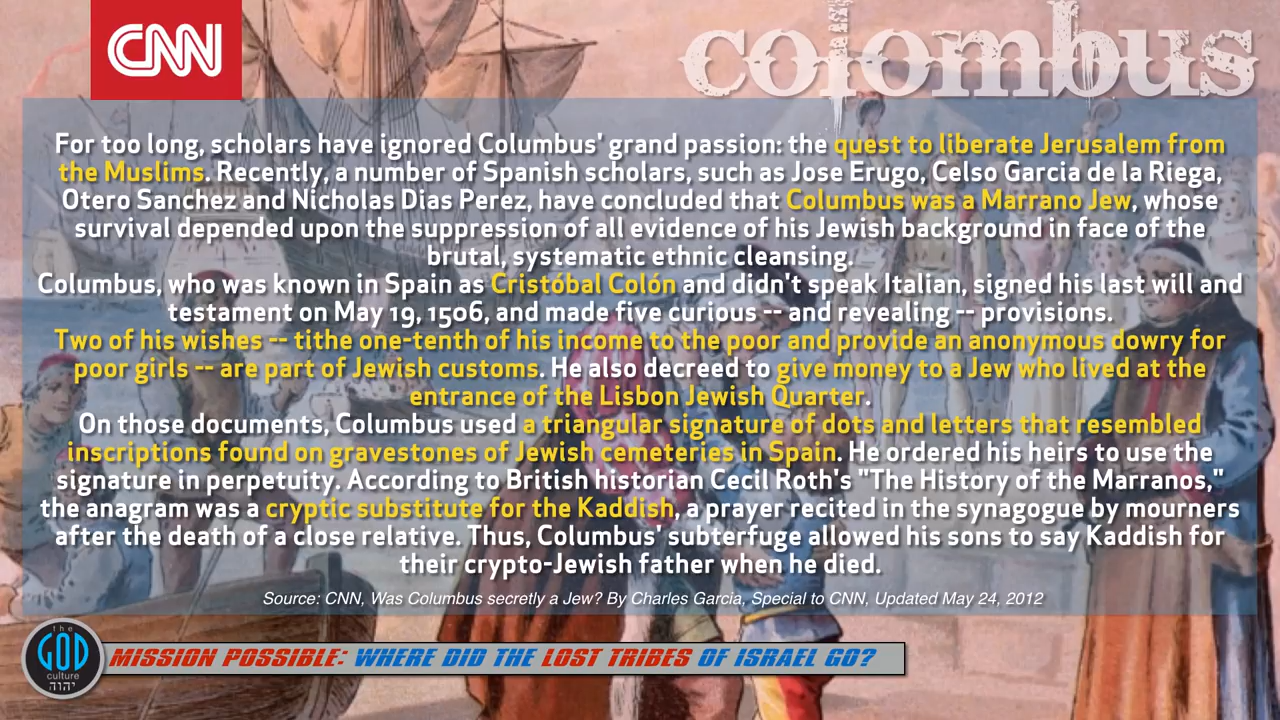 CNN
colombus
For too long, scholars have ignored Columbus' grand passion: the quest to liberate Jerusalem from
the Muslims. Recently, a number of Spanish scholars, such as Jose Erugo, Celso Garcia de la Riega,
Otero Sanchez and Nicholas Dias Perez, have concluded that Columbus was a Marrano Jew, whose
survival depended upon the suppression of all evidence of his Jewish background in face of the
brutal, systematic ethnic cleansing.
Columbus, who was known in Spain as Cristóbal Colón and didn't speak Italian, signed his last will and
testament on May 19, 1506, and made five curious -- and revealing -- provisions.
Two of his wishes -- tithe one-tenth of his income to the poor and provide an anonymous dowry for
poor girls -- are part of Jewish customs. He also decreed to give money to a Jew who lived at the
entrance of the Lisbon Jewish Quarter.
On those documents, Columbus used a triangular signature of dots and letters that resembled
inscriptions found on gravestones of Jewish cemeteries in Spain. He ordered his heirs to use the
signature in perpetuity. According to British historian Cecil Roth's "The History of the Marranos,"
the anagram was a cryptic substitute for the Kaddish, a prayer recited in the synagogue by mourners
after the death of a close relative. Thus, Columbus' subterfuge allowed his sons to say Kaddish for
their crypto-Jewish father when he died.
Source: CNN, Was Columbus secretly a Jew? By Charles Garcia, Special to CNN, Updated May 24, 2012
the
GOD
culture
יהוה
MISSION POSSIBLE: WHERE DID THE LOST TRIBES OF ISRAEL GO?